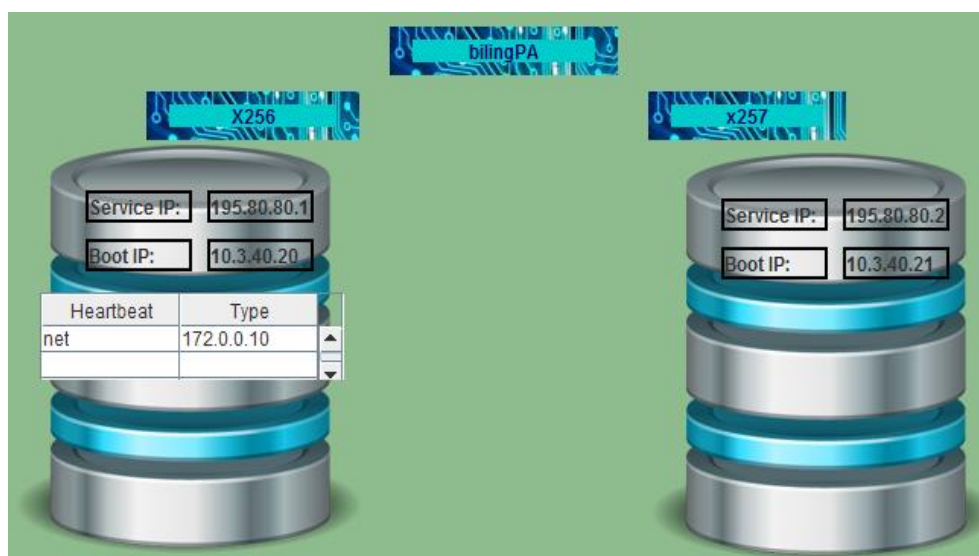 bilingPA
X256
x257
Service IP: 195.80.80.1
Boot IP: 10.3.40.20
Service IP: 195.80.80.2
Boot IP: 10.3.40.21
Heartbeat Type
net 172.0.0.10